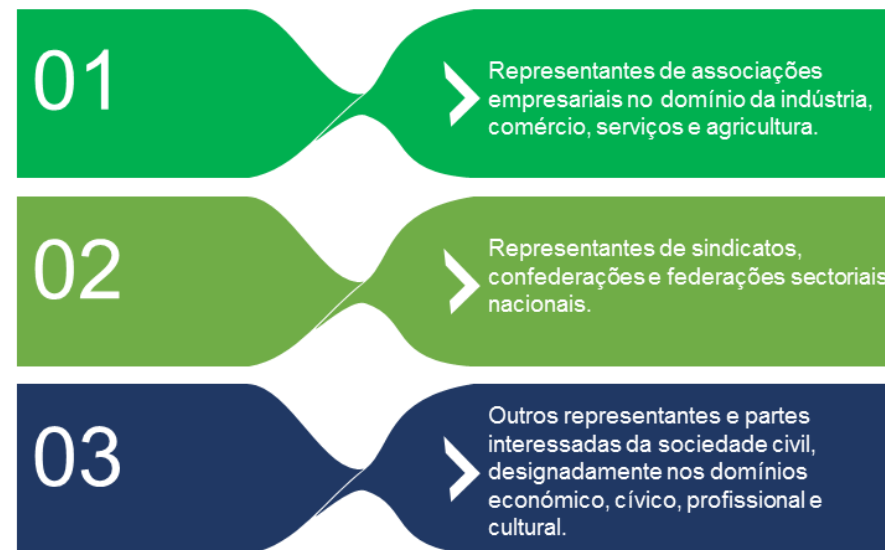 01
Representantes de associações
empresariais no domínio da indústria,
comércio, serviços e agricultura.
02
Representantes de sindicatos,
confederações e federações sectoriais
nacionais.
03
Outros representantes e partes
interessadas da sociedade civil,
designadamente nos domínios
económico, cívico, profissional e
cultural.